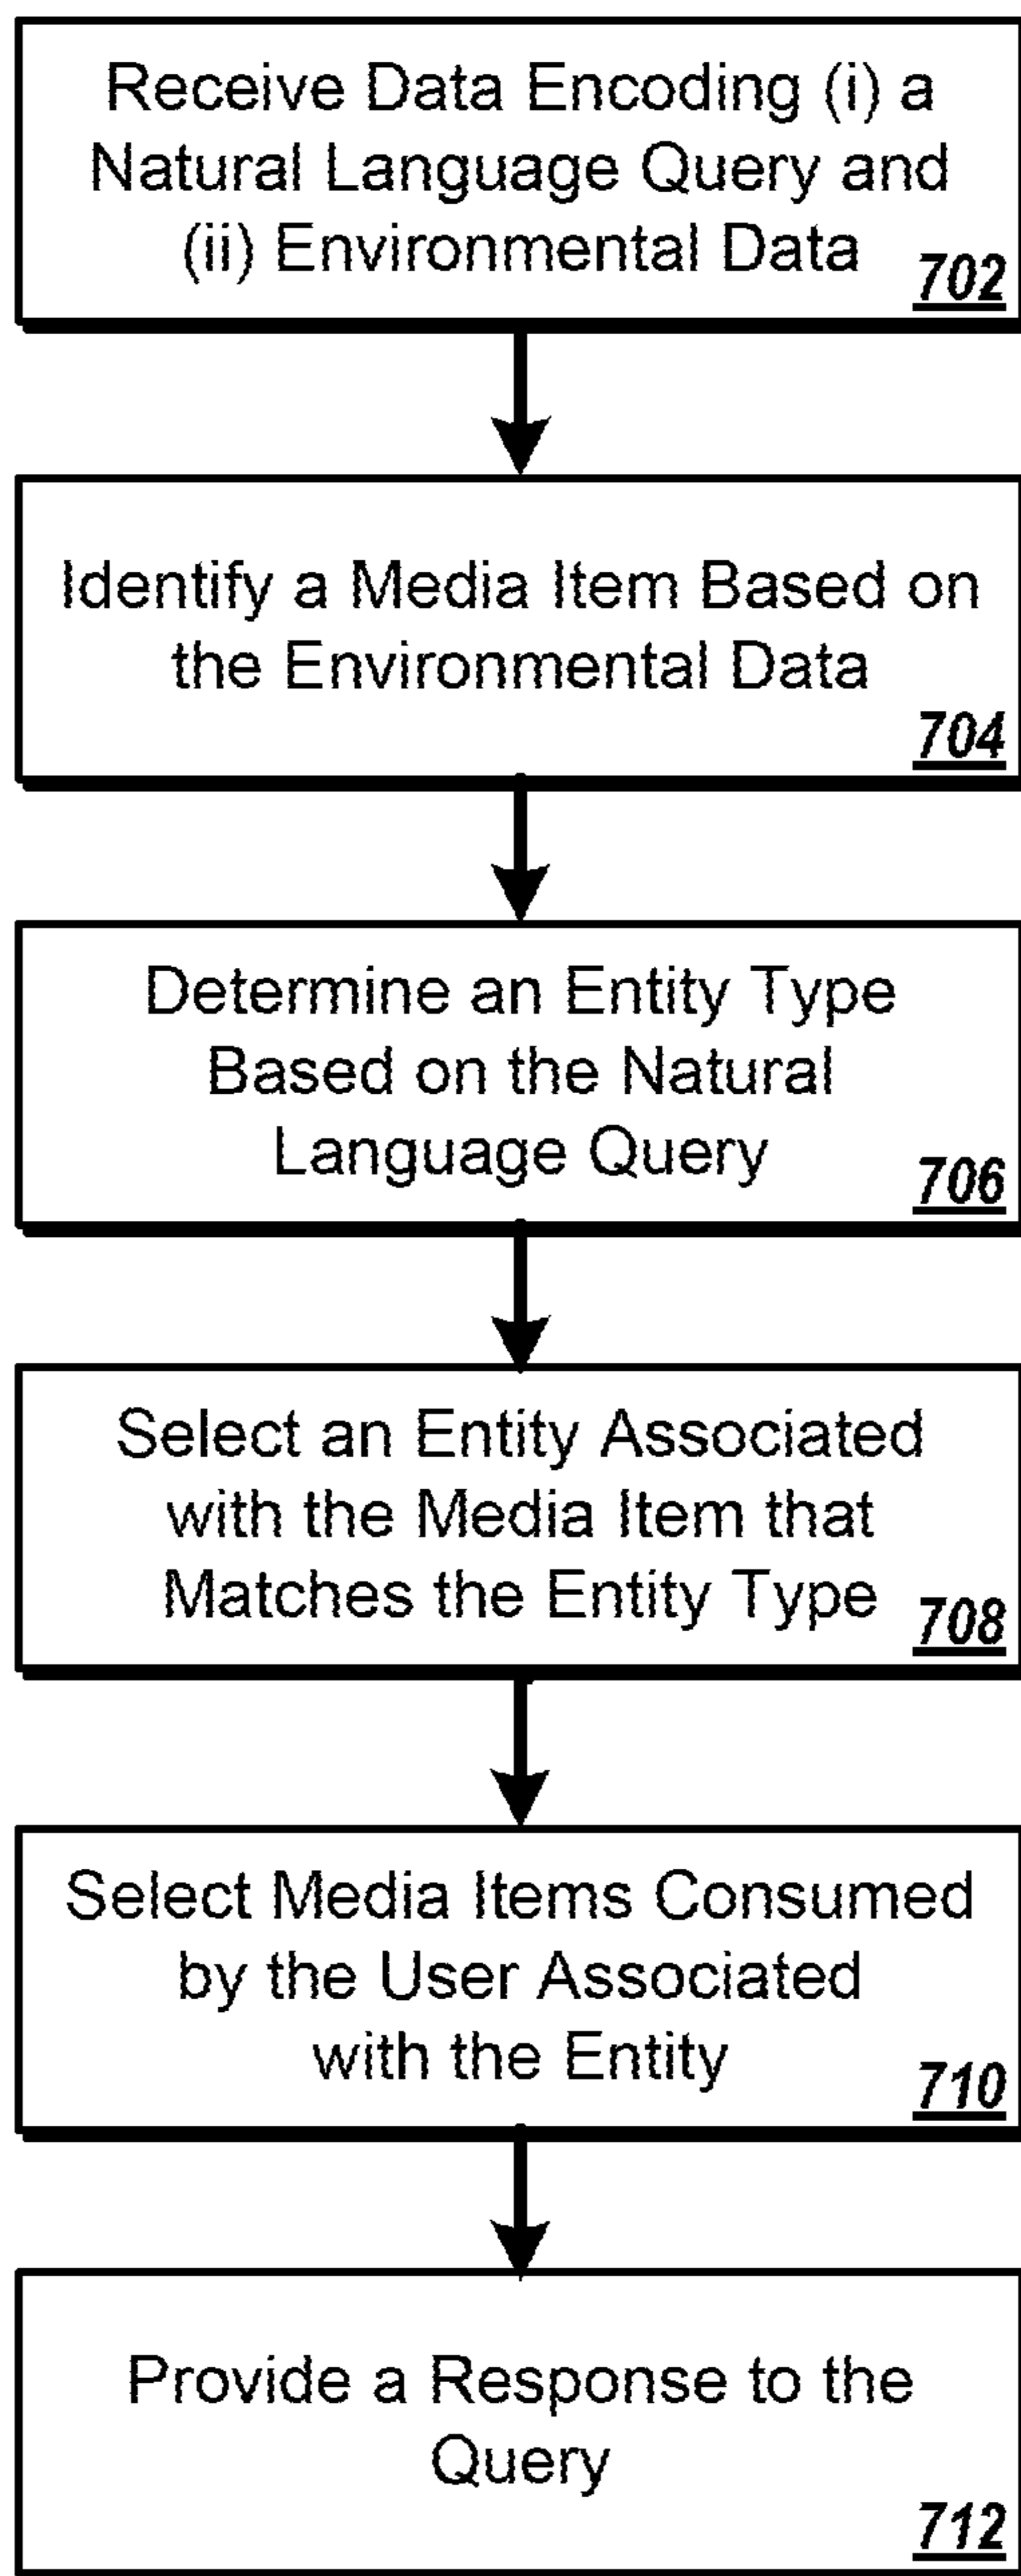 Receive Data Encoding (i) a
Natural Language Query and
(ii) Environmental Data
702
Identify a Media Item Based on
the Environmental Data
704
Determine an Entity Type
Based on the Natural
Language Query
706
Select an Entity Associated
with the Media Item that
Matches the Entity Type
708
Select Media Items Consumed
by the User Associated
with the Entity
710
Provide a Response to the
Query
712